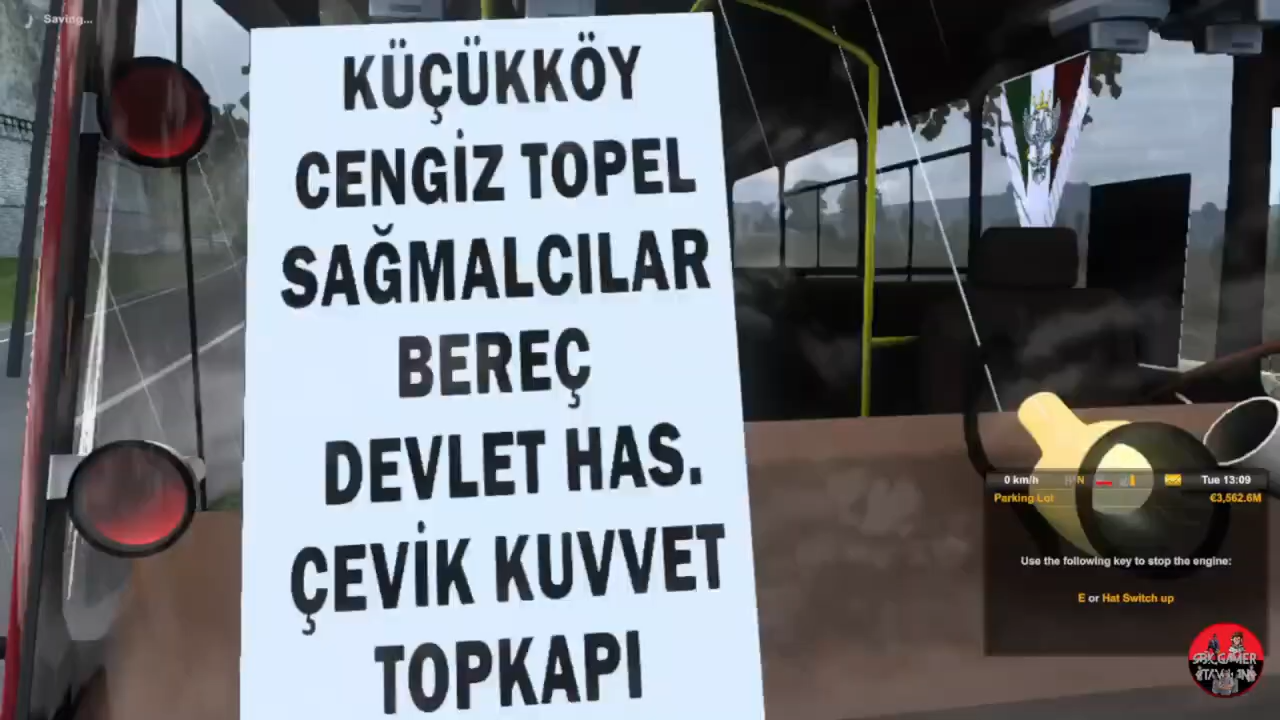 Saving...
KÜÇÜKKÖY
CENGİZ TOPEL
SAĞMALCILAR
BEREÇ
DEVLET HAS.
ÇEVİK KUVVET
TOPKAPI
0 km/h
N
Tue 13:09
Parking Lot
€3,562.6M
Use the following key to stop the engine:
E or Hat Switch up
GAMER